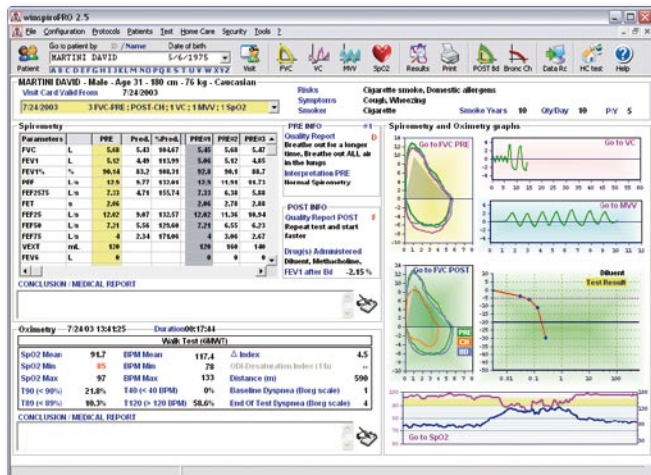 winspiroPRO 2.5
File Configuration Protocols Patients Test Home Care Security Tools ?
Go to patient by ID / Name Date of birth
MARTINI DAVID 5/6/1975
A B C D E F G H I J K L M N O P Q R S T U V W X Y Z
Patient Visit FVC VC MVV SpO2 Results Print POST Bd Bronc Ch Data Rc HC test Help
MARTINI DAVID - Male - Age 31 - 180 cm - 76 kg - Caucasian
Visit Card Valid From 7/24/2003
7/24/2003 3 FVC-PRE ; POST-CH ; 1 VC ; 1 MVV ; 1 SpO2
Risks Cigarette smoke, Domestic allergens
Symptoms Cough, Wheezing
Smoker Cigarette Smoke Years 10 Qty/Day 10 P/Y 5
Spirometry
Parameters PRE Pred. %Pred. PRE#1 PRE#2 PRE#3
FVC L 5,68 5,43 104,67 5,45 5,68 5,47
FEV1 L 5,12 4,49 113,99 5,06 5,12 4,85
FEV1% % 90,14 83,2 108,31 92,8 90,1 88,7
PEF L/s 12,9 9,77 132,01 12,9 11,91 11,73
FEF2575 L/s 7,33 4,71 155,74 7,33 6,38 5,88
FET s 2,06 2,06 2,78 2,88
FEF25 L/s 12,02 9,07 132,57 12,02 11,36 10,94
FEF50 L/s 7,21 5,56 129,60 7,21 6,55 6,23
FEF75 L/s 4 2,34 171,06 4 3,06 2,67
VEXT mL 120 120 160 140
FEV6 L 0 0 0 0
PRE INFO #1
Quality Report D
Breathe out for a longer
time, Breathe out ALL air
in the lungs
Interpretation PRE
Normal Spirometry
POST INFO
Quality Report POST F
Repeat test and start
faster
Drug(s) Administered
Diluent, Methacholine,
FEV1 after Bd -2,15 %
CONCLUSION / MEDICAL REPORT
Spirometry and Oximetry graphs
Go to FVC PRE
Go to VC
Go to MVV
Go to FVC POST
PRE
CH
BD
Diluent
Test Result
Go to SpO2
Oximetry 7/24/03 13:41:25 Duration 00:17:44
Walk Test (6MWT)
SpO2 Mean 91.7 BPM Mean 117.4 Δ Index 4.5
SpO2 Min 85 BPM Min 78 ODI-Desaturation Index (1/h) --
SpO2 Max 97 BPM Max 133 Distance (m) 590
T90 (< 90%) 21,8% T40 (< 40 BPM) 0% Baseline Dyspnea (Borg scale) 1
T89 (< 89%) 10,3% T120 (> 120 BPM) 58,6% End Of Test Dyspnea (Borg scale) 4
CONCLUSION / MEDICAL REPORT